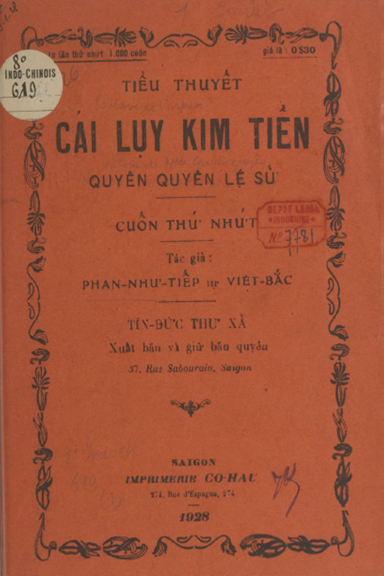 lần thứ nhứt 1.000 cuốn
giá là : 0$30
8°
INDO-CHINOIS
619
TIỂU THUYẾT
CÁI LỤY KIM TIỀN
QUYÊN QUYÊN LỆ SỬ
CUỐN THỨ NHỨT
DEPOT LEGAL
INDOCHINE
N° 7781
Tác giả :
PHAN-NHƯ-TIẾP tự VIỆT-BẮC
TÍN-ĐỨC THƯ XÃ
Xuất bản và giữ bản quyền
37, Rue Sabourain, Saigon
SAIGON
IMPRIMERIE CO-HAU
174, Rue d'Espagne, 174
1928